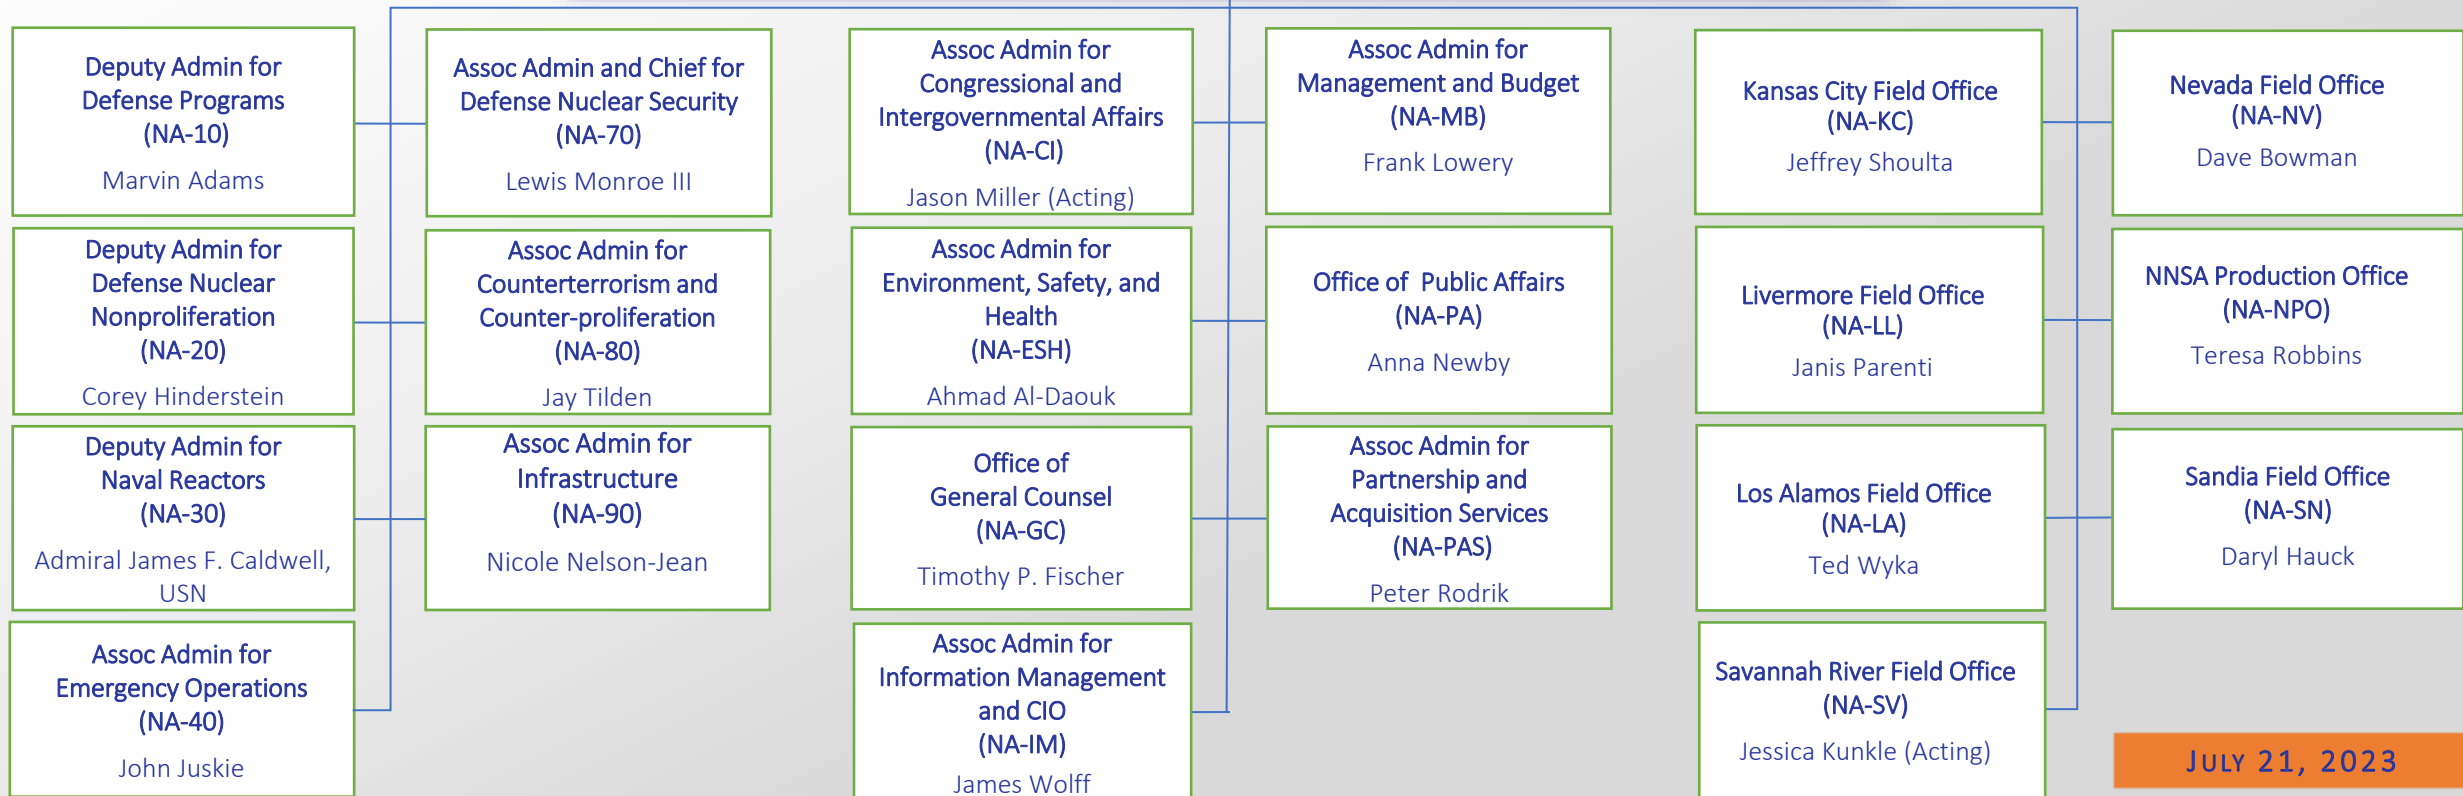 Deputy Admin for
Defense Programs
(NA-10)
Marvin Adams
Assoc Admin and Chief for
Defense Nuclear Security
(NA-70)
Lewis Monroe III
Assoc Admin for
Congressional and
Intergovernmental Affairs
(NA-CI)
Jason Miller (Acting)
Assoc Admin for
Management and Budget
(NA-MB)
Frank Lowery
Kansas City Field Office
(NA-KC)
Jeffrey Shoulta
Nevada Field Office
(NA-NV)
Dave Bowman
Deputy Admin for
Defense Nuclear
Nonproliferation
(NA-20)
Corey Hinderstein
Assoc Admin for
Counterterrorism and
Counter-proliferation
(NA-80)
Jay Tilden
Assoc Admin for
Environment, Safety, and
Health
(NA-ESH)
Ahmad Al-Daouk
Office of Public Affairs
(NA-PA)
Anna Newby
Livermore Field Office
(NA-LL)
Janis Parenti
NNSA Production Office
(NA-NPO)
Teresa Robbins
Deputy Admin for
Naval Reactors
(NA-30)
Admiral James F. Caldwell,
USN
Assoc Admin for
Infrastructure
(NA-90)
Nicole Nelson-Jean
Office of
General Counsel
(NA-GC)
Timothy P. Fischer
Assoc Admin for
Partnership and
Acquisition Services
(NA-PAS)
Peter Rodrik
Los Alamos Field Office
(NA-LA)
Ted Wyka
Sandia Field Office
(NA-SN)
Daryl Hauck
Assoc Admin for
Emergency Operations
(NA-40)
John Juskie
Assoc Admin for
Information Management
and CIO
(NA-IM)
James Wolff
Savannah River Field Office
(NA-SV)
Jessica Kunkle (Acting)
JULY 21, 2023